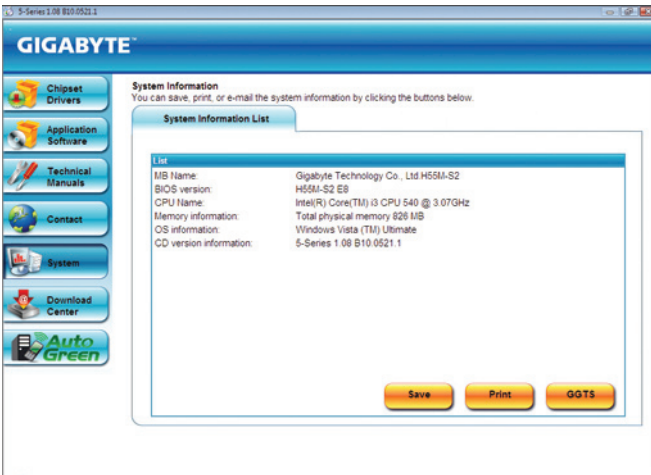 5-Series 1.08 B10.0521.1
GIGABYTE™
Chipset
Drivers
Application
Software
Technical
Manuals
Contact
System
Download
Center
Auto
Green
System Information
You can save, print, or e-mail the system information by clicking the buttons below.
System Information List
List
MB Name: Gigabyte Technology Co., Ltd.H55M-S2
BIOS version: H55M-S2 E8
CPU Name: Intel(R) Core(TM) i3 CPU 540 @ 3.07GHz
Memory information: Total physical memory 826 MB
OS information: Windows Vista (TM) Ultimate
CD version information: 5-Series 1.08 B10.0521.1
Save Print GGTS